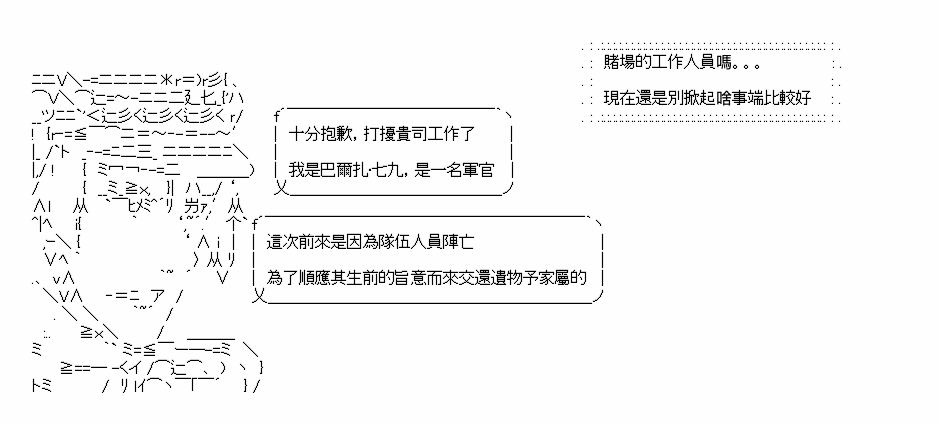 賭場的工作人員嗎。。。
現在還是別掀起啥事端比較好
十分抱歉, 打擾貴司工作了
我是巴爾扎·七九, 是一名軍官
這次前來是因為隊伍人員陣亡
為了順應其生前的旨意而來交還遺物予家屬的